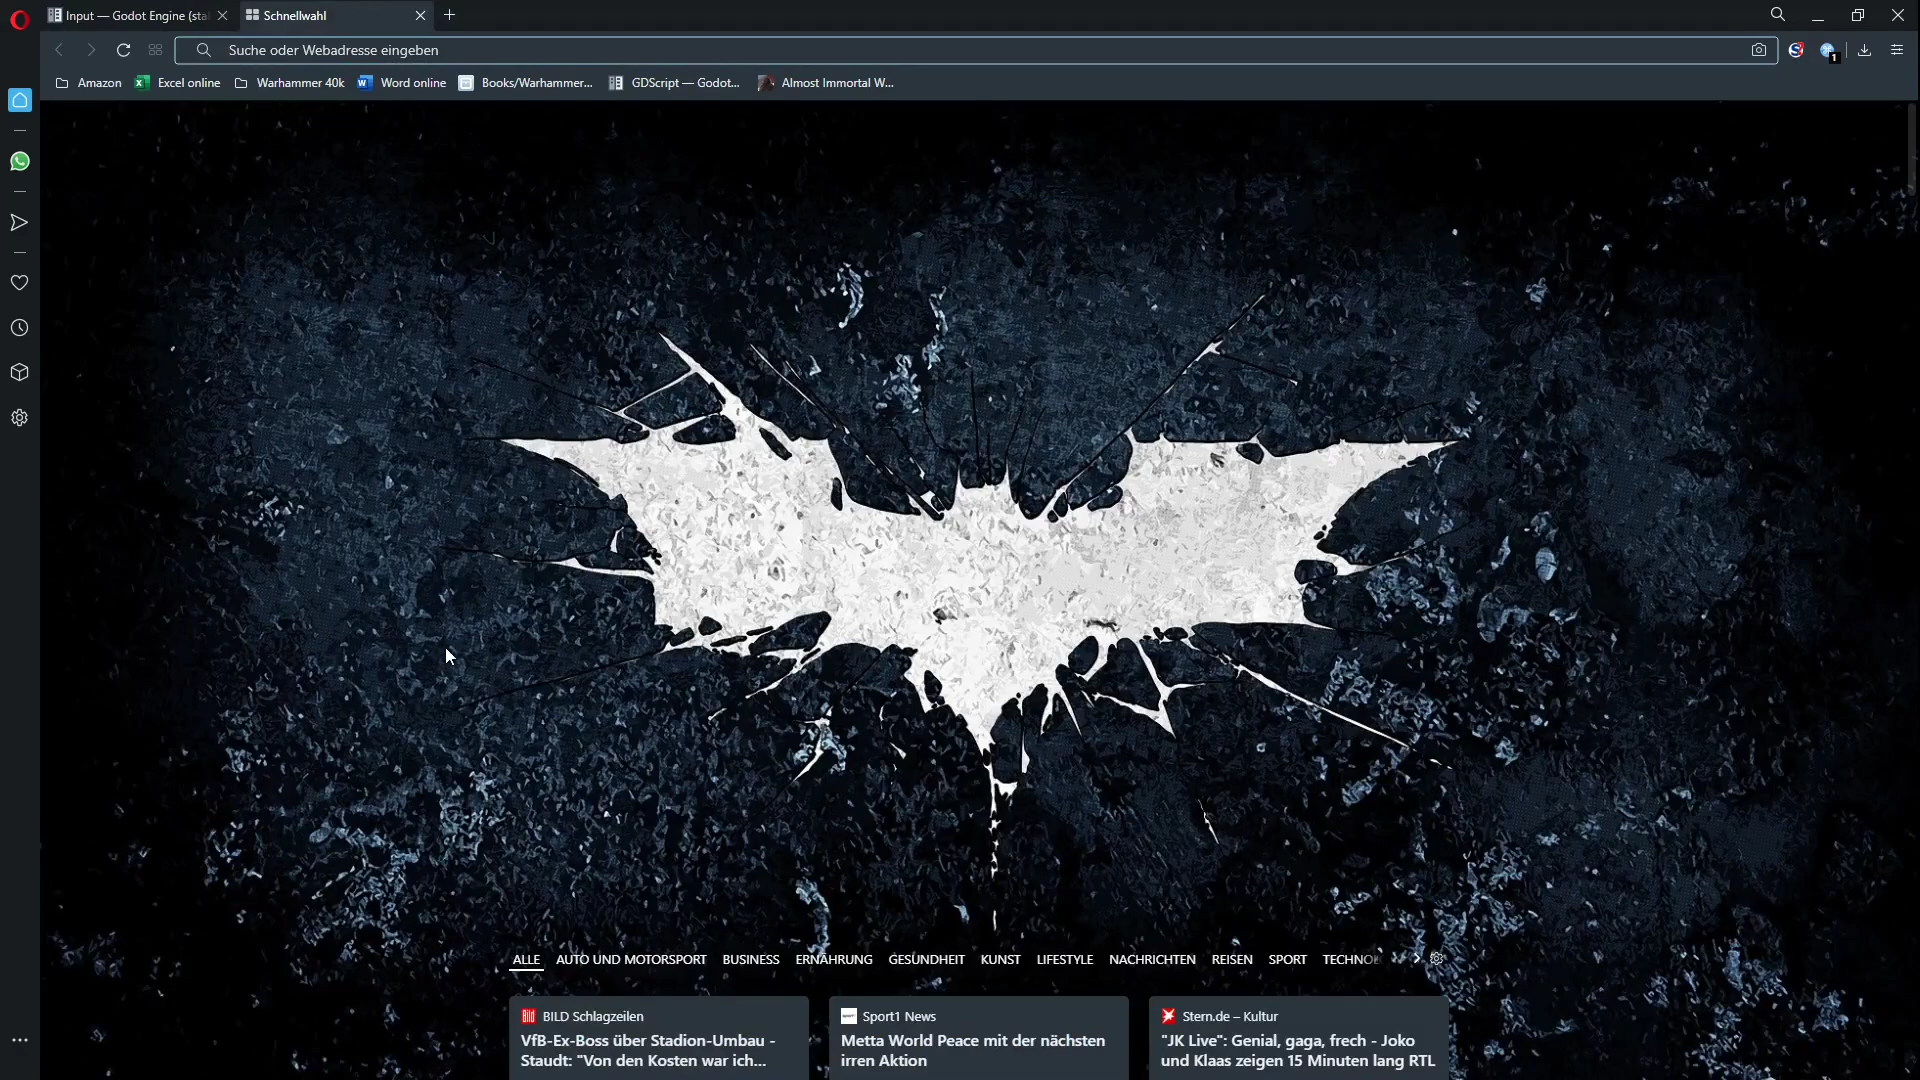 Input — Godot Engine (sta
Schnellwahl
Suche oder Webadresse eingeben
1
Amazon
Excel online
Warhammer 40k
Word online
Books/Warhammer...
GDScript — Godot...
Almost Immortal W...
ALLE AUTO UND MOTORSPORT BUSINESS ERNÄHRUNG GESUNDHEIT KUNST LIFESTYLE NACHRICHTEN REISEN SPORT TECHNOL
BILD Schlagzeilen
VfB-Ex-Boss über Stadion-Umbau -
Staudt: "Von den Kosten war ich...
Sport1 News
Metta World Peace mit der nächsten
irren Aktion
Stern.de – Kultur
"JK Live": Genial, gaga, frech - Joko
und Klaas zeigen 15 Minuten lang RTL